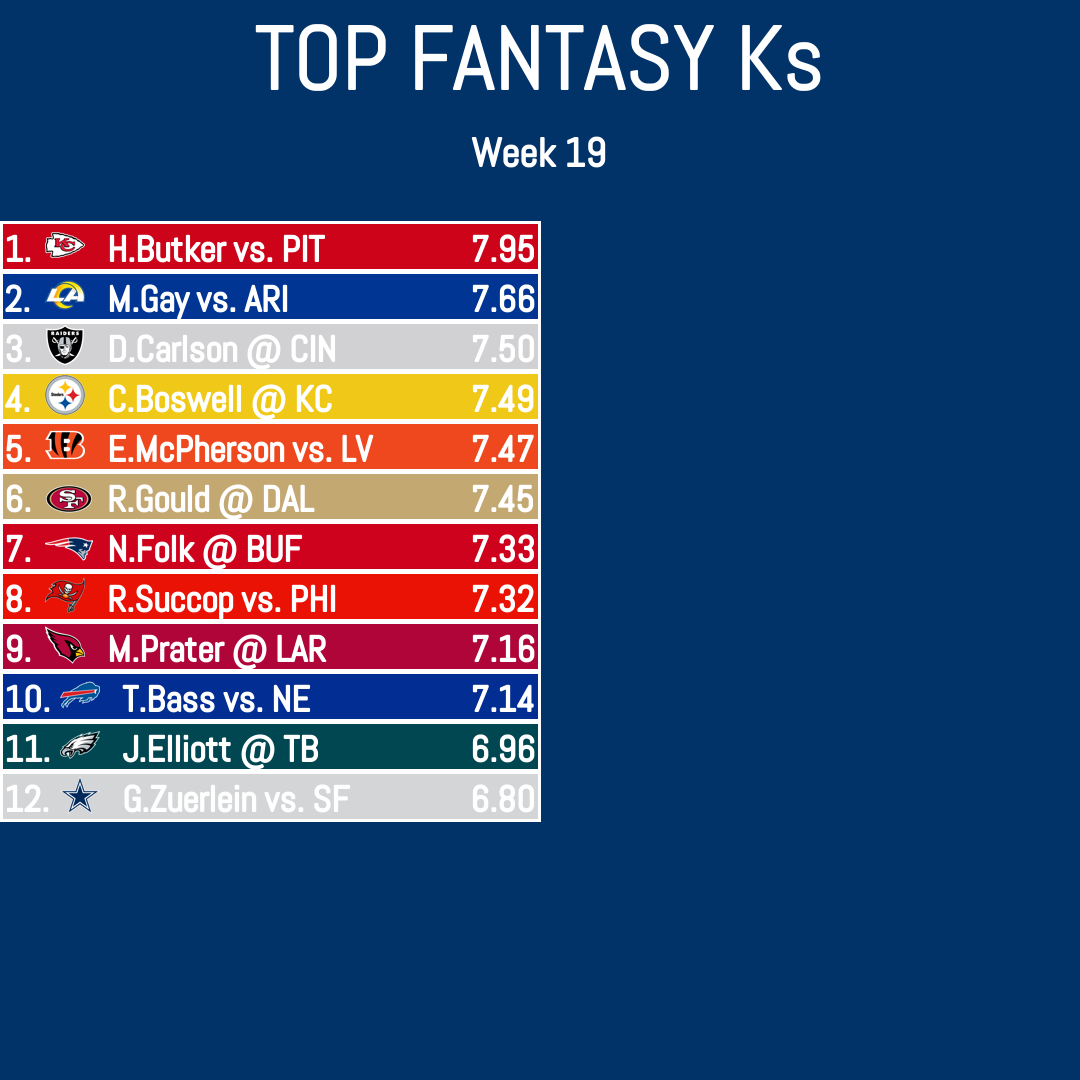 TOP FANTASY Ks
Week 19
1. H.Butker vs. PIT 7.95
2. M.Gay vs. ARI 7.66
3. D.Carlson @ CIN 7.50
4. C.Boswell @ KC 7.49
5. E.McPherson vs. LV 7.47
6. R.Gould @ DAL 7.45
7. N.Folk @ BUF 7.33
8. R.Succop vs. PHI 7.32
9. M.Prater @ LAR 7.16
10. T.Bass vs. NE 7.14
11. J.Elliott @ TB 6.96
12. G.Zuerlein vs. SF 6.80